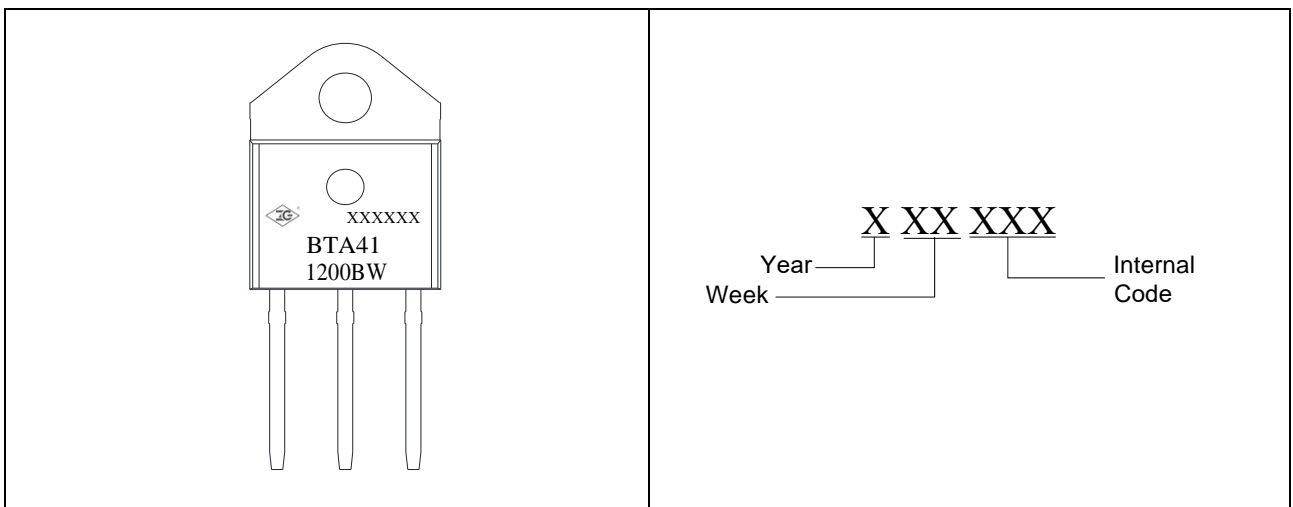 XXXXXX
BTA41
1200BW
X XX XXX
Year
Week
Internal
Code